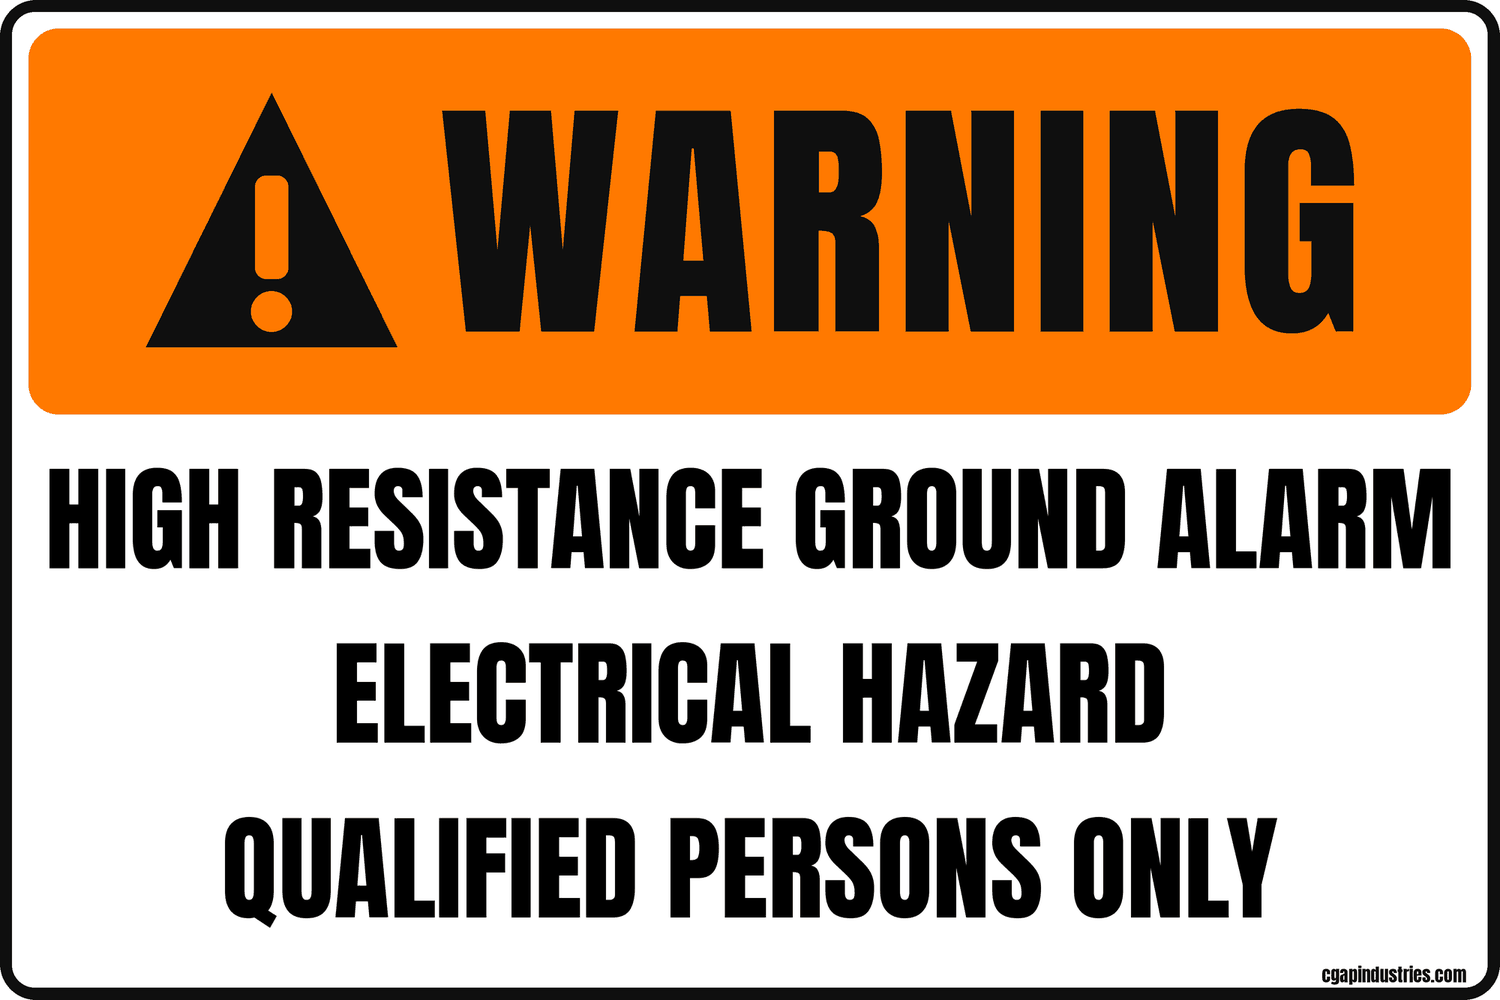 WARNING
HIGH RESISTANCE GROUND ALARM
ELECTRICAL HAZARD
QUALIFIED PERSONS ONLY
cgapindustries.com